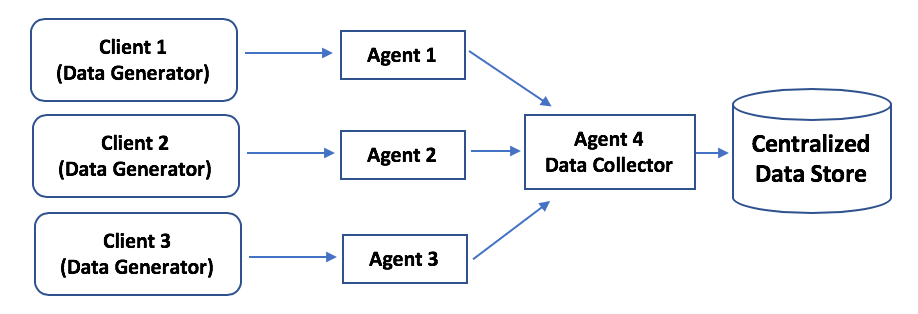 Client 1
(Data Generator)
Agent 1
Client 2
(Data Generator)
Agent 2
Agent 4
Data Collector
Centralized
Data Store
Client 3
(Data Generator)
Agent 3